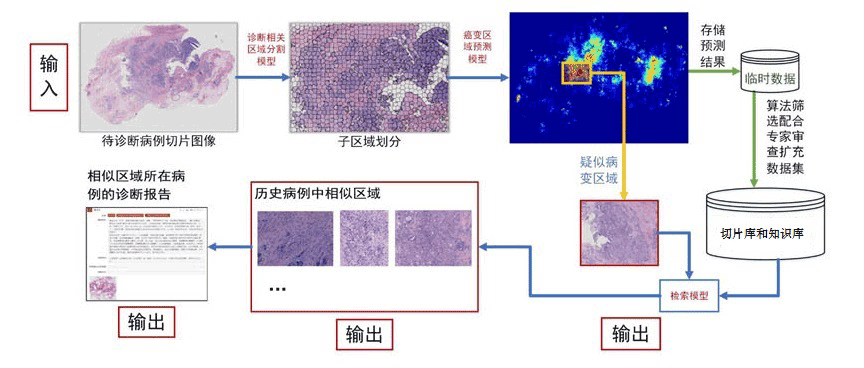 输
入
诊断相关
区域分割
模型
癌变区
域预测
模型
存储
预测
结果
临时数据
待诊断病例切片图像
子区域划分
算法筛
选配合
专家审
查扩充
数据集
疑似病
变区域
相似区域所在病
例的诊断报告
历史病例中相似区域
...
切片库和知识库
检索模型
输出
输出
输出